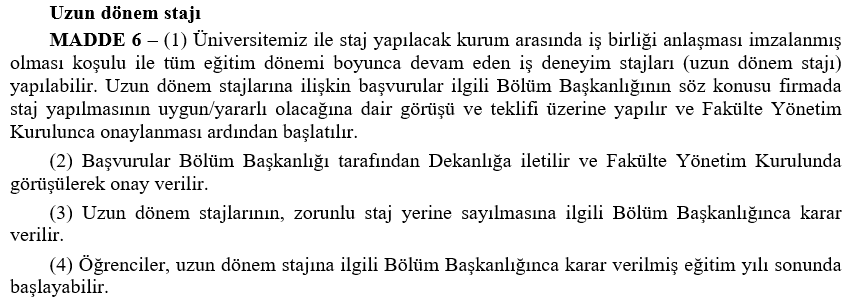 Uzun dönem stajı
MADDE 6 – (1) Üniversitemiz ile staj yapılacak kurum arasında iş birliği anlaşması imzalanmış
olması koşulu ile tüm eğitim dönemi boyunca devam eden iş deneyim stajları (uzun dönem stajı)
yapılabilir. Uzun dönem stajlarına ilişkin başvurular ilgili Bölüm Başkanlığının söz konusu firmada
staj yapılmasının uygun/yararlı olacağına dair görüşü ve teklifi üzerine yapılır ve Fakülte Yönetim
Kurulunca onaylanması ardından başlatılır.
(2) Başvurular Bölüm Başkanlığı tarafından Dekanlığa iletilir ve Fakülte Yönetim Kurulunda
görüşülerek onay verilir.
(3) Uzun dönem stajlarının, zorunlu staj yerine sayılmasına ilgili Bölüm Başkanlığınca karar
verilir.
(4) Öğrenciler, uzun dönem stajına ilgili Bölüm Başkanlığınca karar verilmiş eğitim yılı sonunda
başlayabilir.